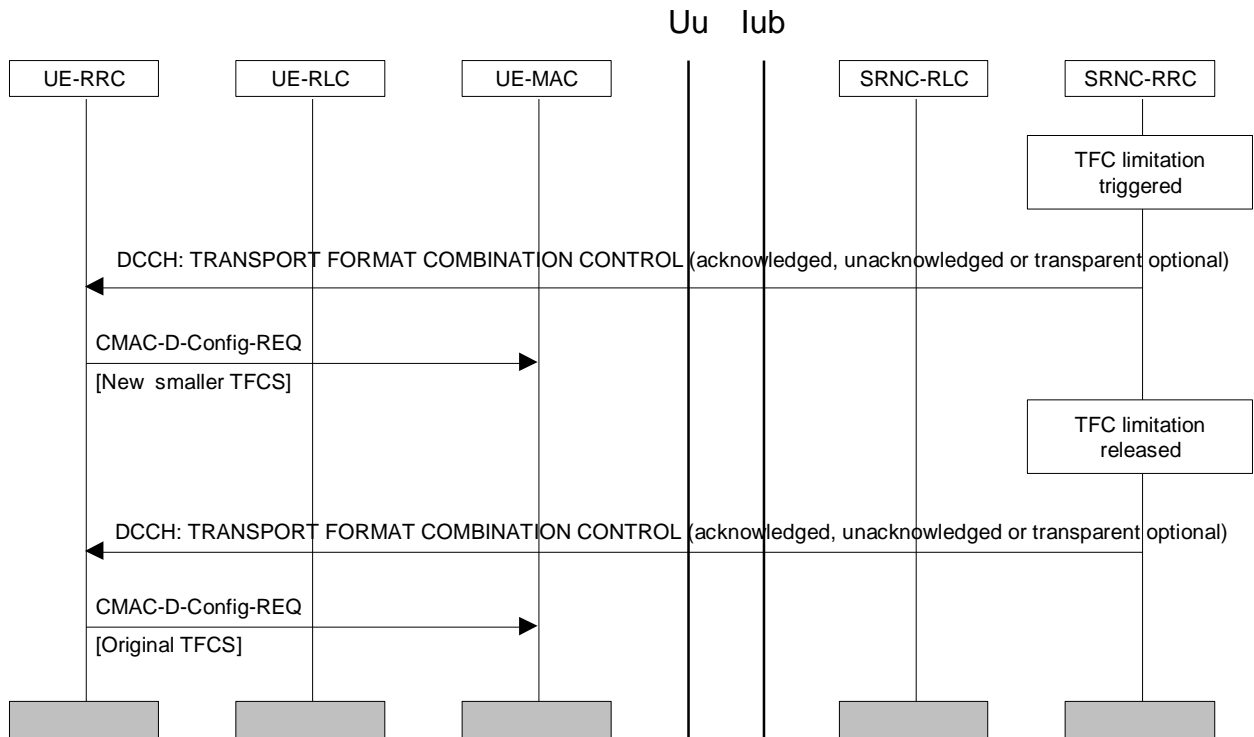 Uu Iub
UE-RRC UE-RLC UE-MAC SRNC-RLC SRNC-RRC
TFC limitation
triggered
DCCH: TRANSPORT FORMAT COMBINATION CONTROL (acknowledged, unacknowledged or transparent optional)
CMAC-D-Config-REQ
[New smaller TFCS]
TFC limitation
released
DCCH: TRANSPORT FORMAT COMBINATION CONTROL (acknowledged, unacknowledged or transparent optional)
CMAC-D-Config-REQ
[Original TFCS]